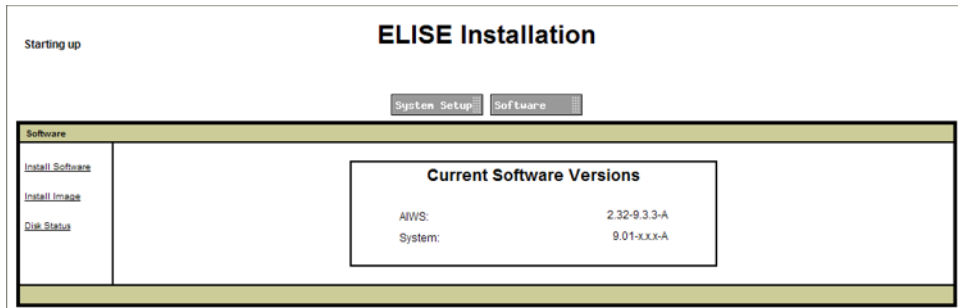 Starting up
ELISE Installation
System Setup
Software
Software
Install Software
Install Image
Disk Status
Current Software Versions
AIWS: 2.32-9.3.3-A
System: 9.01-x.x.x-A